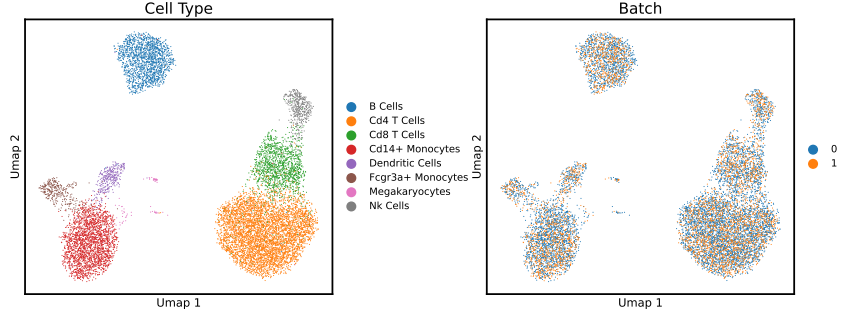 Cell Type
Umap 2
Umap 1
B Cells
Cd4 T Cells
Cd8 T Cells
Cd14+ Monocytes
Dendritic Cells
Fcgr3a+ Monocytes
Megakaryocytes
Nk Cells
Batch
Umap 2
Umap 1
0
1